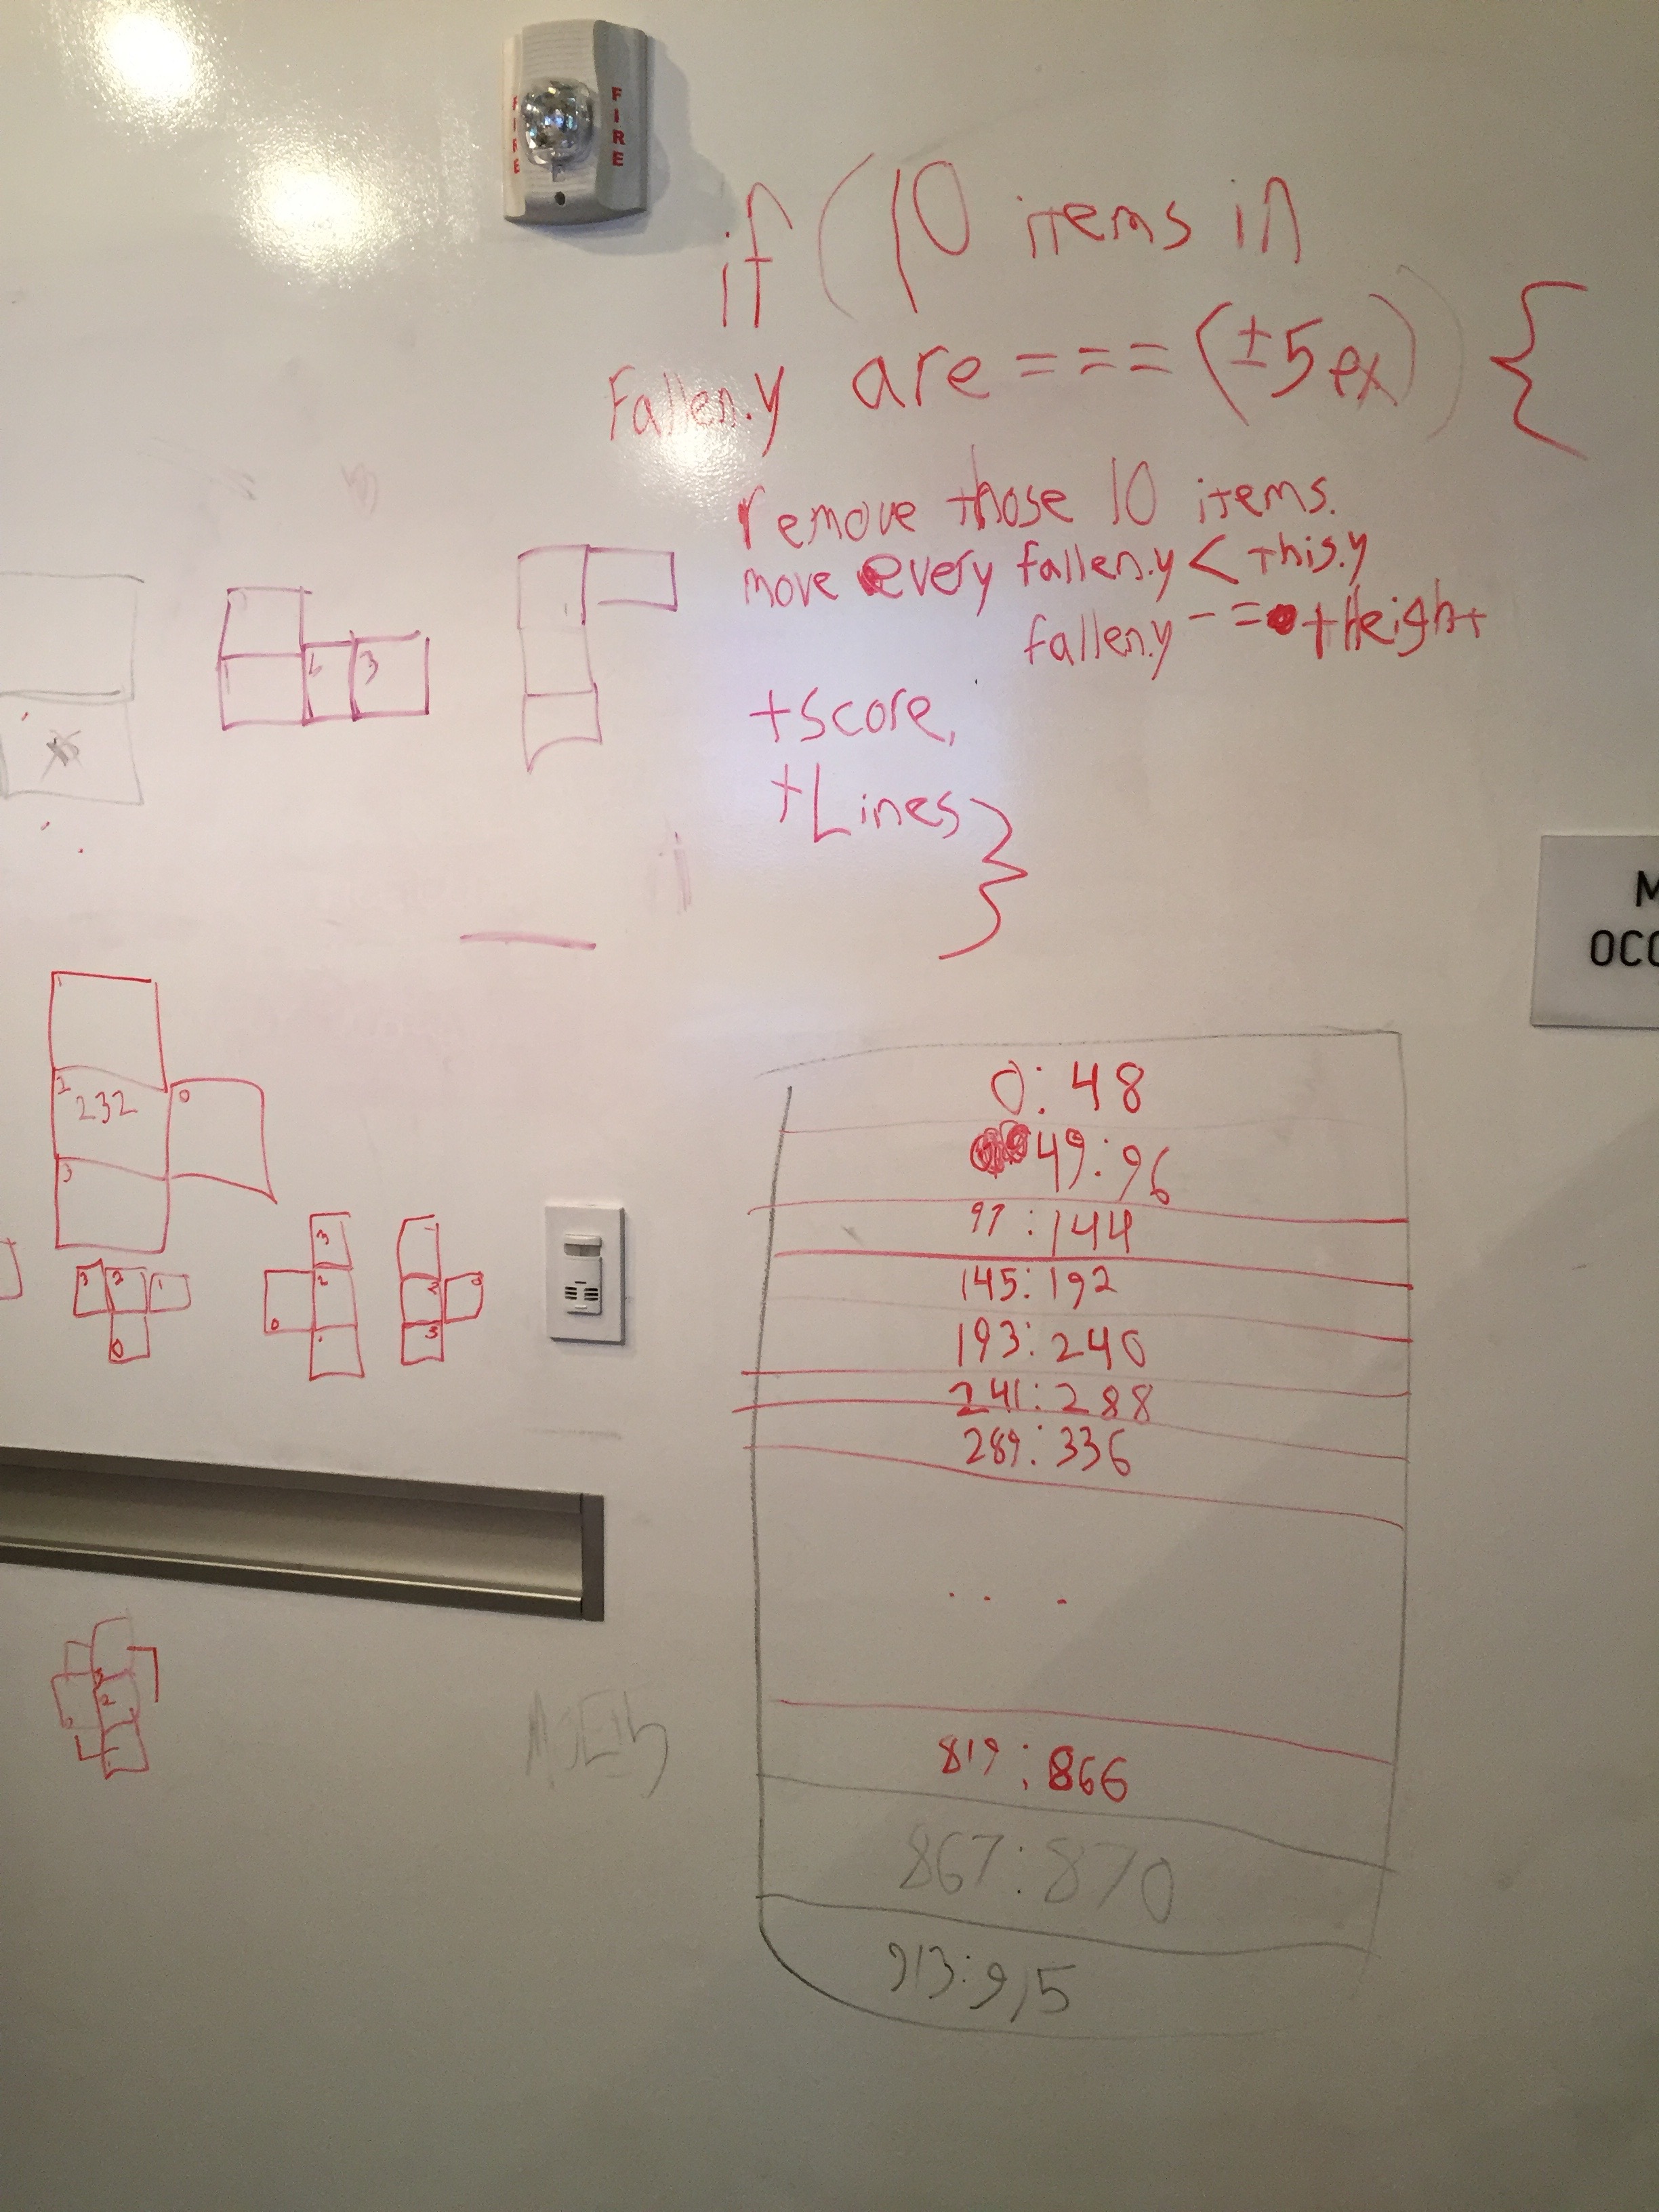 FIRE
FIRE
if (10 items in
Fallen.y are === (±5ex)) {
remove those 10 items.
move every fallen.y < this.y
fallen.y -= +Height
+score,
+Lines }
1 3
M
OCC
1
2 232 0
3
3 2 1
0
3
2
0 1
1
2 0
3
3
2
0:48
49:96
97:144
145:192
193:240
241:288
289:336
...
819:866
867:870
913:915